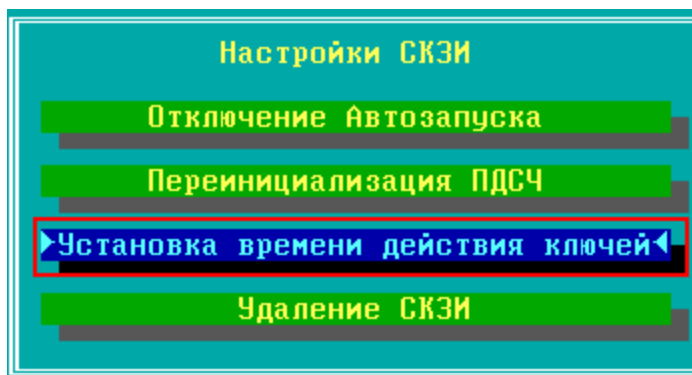 Настройки СКЗИ
Отключение Автозапуска
Переинициализация ПДСЧ
Установка времени действия ключей
Удаление СКЗИ